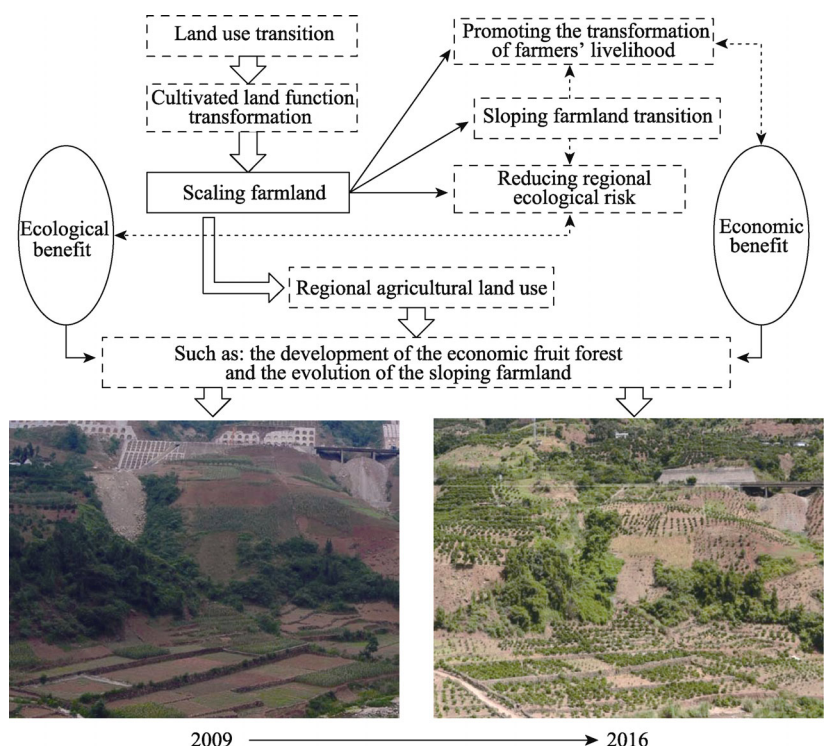 Land use transition
Promoting the transformation
of farmers' livelihood
Cultivated land function
transformation
Sloping farmland transition
Scaling farmland
Reducing regional
ecological risk
Ecological
benefit
Economic
benefit
Regional agricultural land use
Such as: the development of the economic fruit forest
and the evolution of the sloping farmland
2009
2016